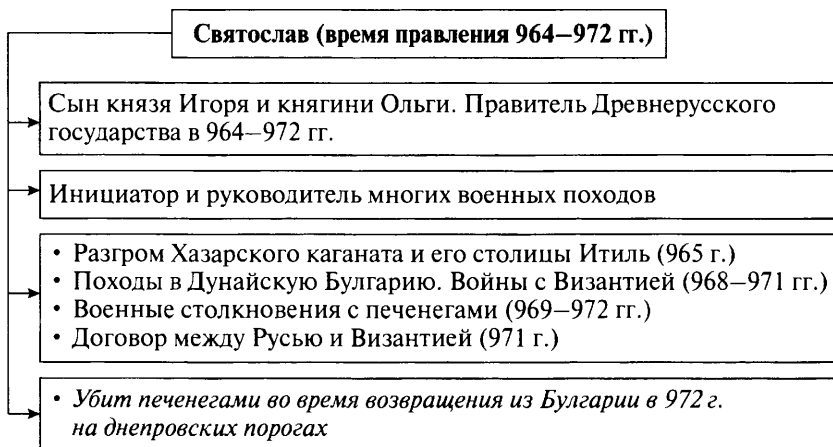 Святослав (время правления 964–972 гг.)
Сын князя Игоря и княгини Ольги. Правитель Древнерусского
государства в 964–972 гг.
Инициатор и руководитель многих военных походов
• Разгром Хазарского каганата и его столицы Итиль (965 г.)
• Походы в Дунайскую Булгарию. Войны с Византией (968–971 гг.)
• Военные столкновения с печенегами (969–972 гг.)
• Договор между Русью и Византией (971 г.)
• Убит печенегами во время возвращения из Булгарии в 972 г.
на днепровских порогах